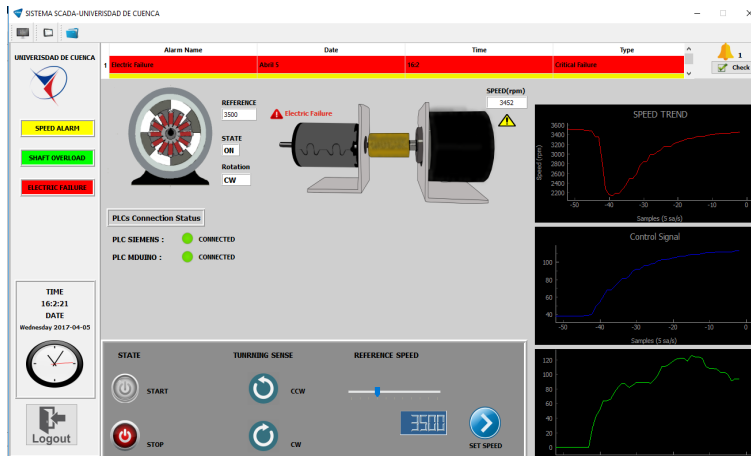 SISTEMA SCADA-UNIVERISDAD DE CUENCA
UNIVERISDAD DE CUENCA
Alarm Name Date Time Type
1 Electric Failure Abril 5 16:2 Critical Failure
1
Check
SPEED ALARM
SHAFT OVERLOAD
ELECTRIC FAILURE
REFERENCE
3500
STATE
ON
Rotation
CW
Electric Failure
SPEED(rpm)
3452
PLCs Connection Status
PLC SIEMENS : CONNECTED
PLC MDUINO : CONNECTED
SPEED TREND
Speed (rpm)
3600
3400
3200
3000
2800
2600
2400
2200
-50 -40 -30 -20 -10 0
Samples (5 sa/s)
Control Signal
100
80
60
40
-50 -40 -30 -20 -10 0
Samples (5 sa/s)
120
100
80
60
40
20
0
TIME
16:2:21
DATE
Wednesday 2017-04-05
Logout
STATE TUNRNING SENSE REFERENCE SPEED
START CCW
3500
STOP CW SET SPEED